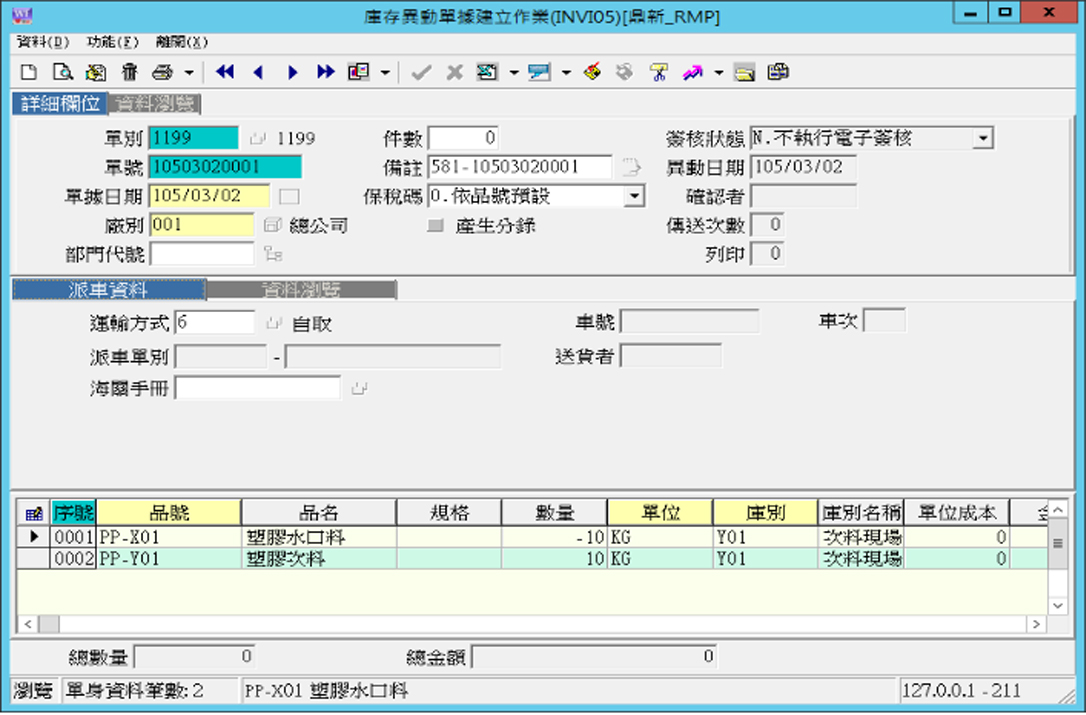 庫存異動單據建立作業(INVI05)[鼎新_RMP]
資料(D) 功能(F) 離開(X)
詳細欄位 資料瀏覽
單別 1199 1199 件數 0 簽核狀態 N.不執行電子簽核
單號 10503020001 備註 581-10503020001 異動日期 105/03/02
單據日期 105/03/02 保稅碼 0.依品號預設 確認者
廠別 001 總公司 產生分錄 傳送次數 0
部門代號 列印 0
派車資料 資料瀏覽
運輸方式 6 自取 車號 車次
派車單別 - 送貨者
海關手冊
序號 品號 品名 規格 數量 單位 庫別 庫別名稱 單位成本
0001 PP-X01 塑膠水口料 -10 KG Y01 次料現場 0
0002 PP-Y01 塑膠次料 10 KG Y01 次料現場 0
總數量 0 總金額 0
瀏覽 單身資料筆數: 2 PP-X01 塑膠水口料 127.0.0.1 - 211